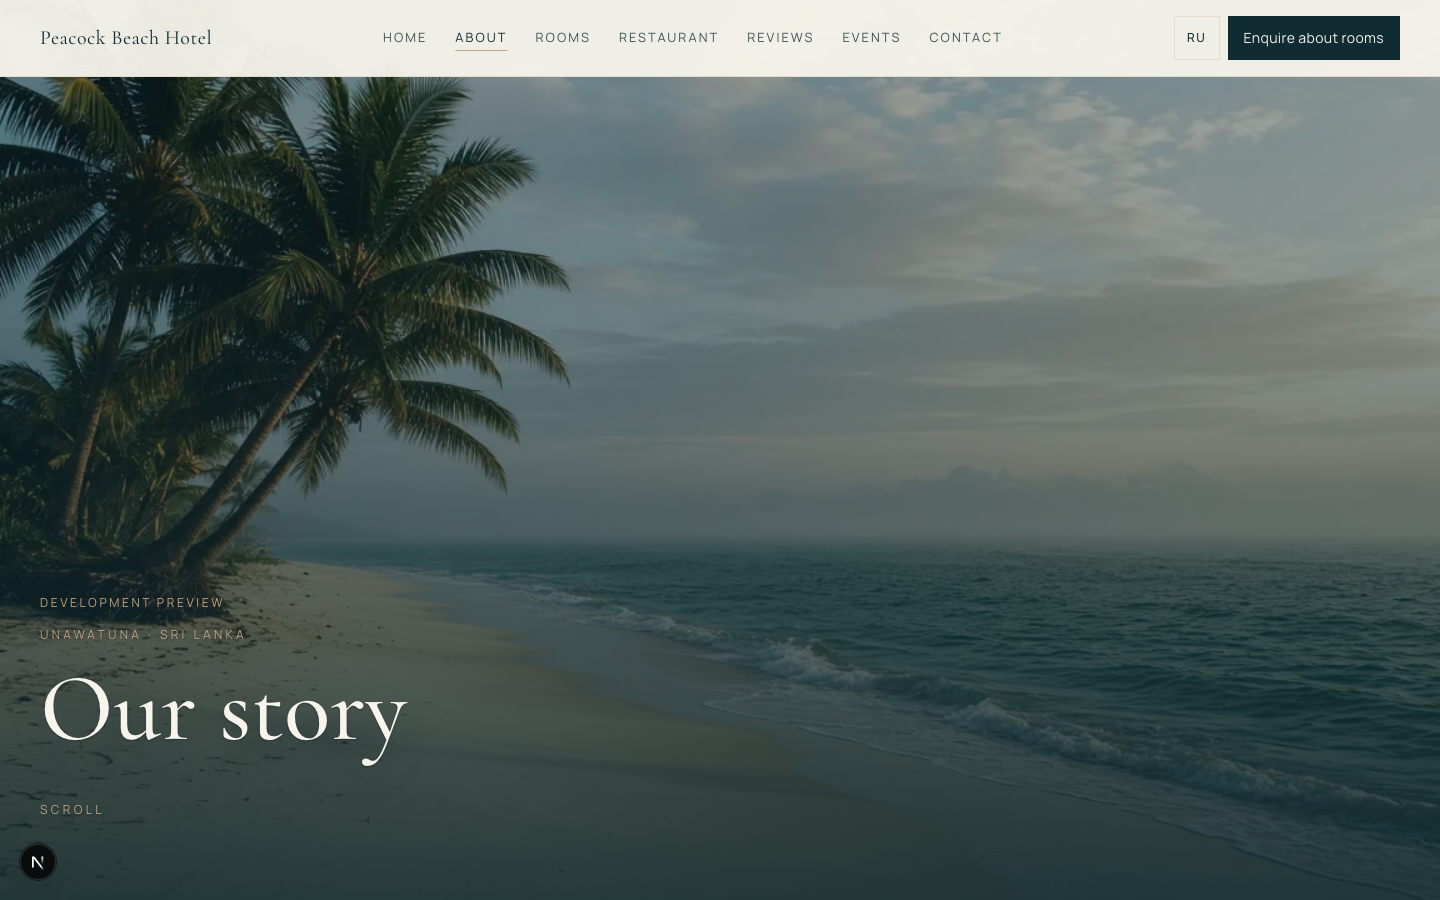 Peacock Beach Hotel
HOME ABOUT ROOMS RESTAURANT REVIEWS EVENTS CONTACT
RU
Enquire about rooms
DEVELOPMENT PREVIEW
UNAWATUNA · SRI LANKA
Our story
SCROLL
N